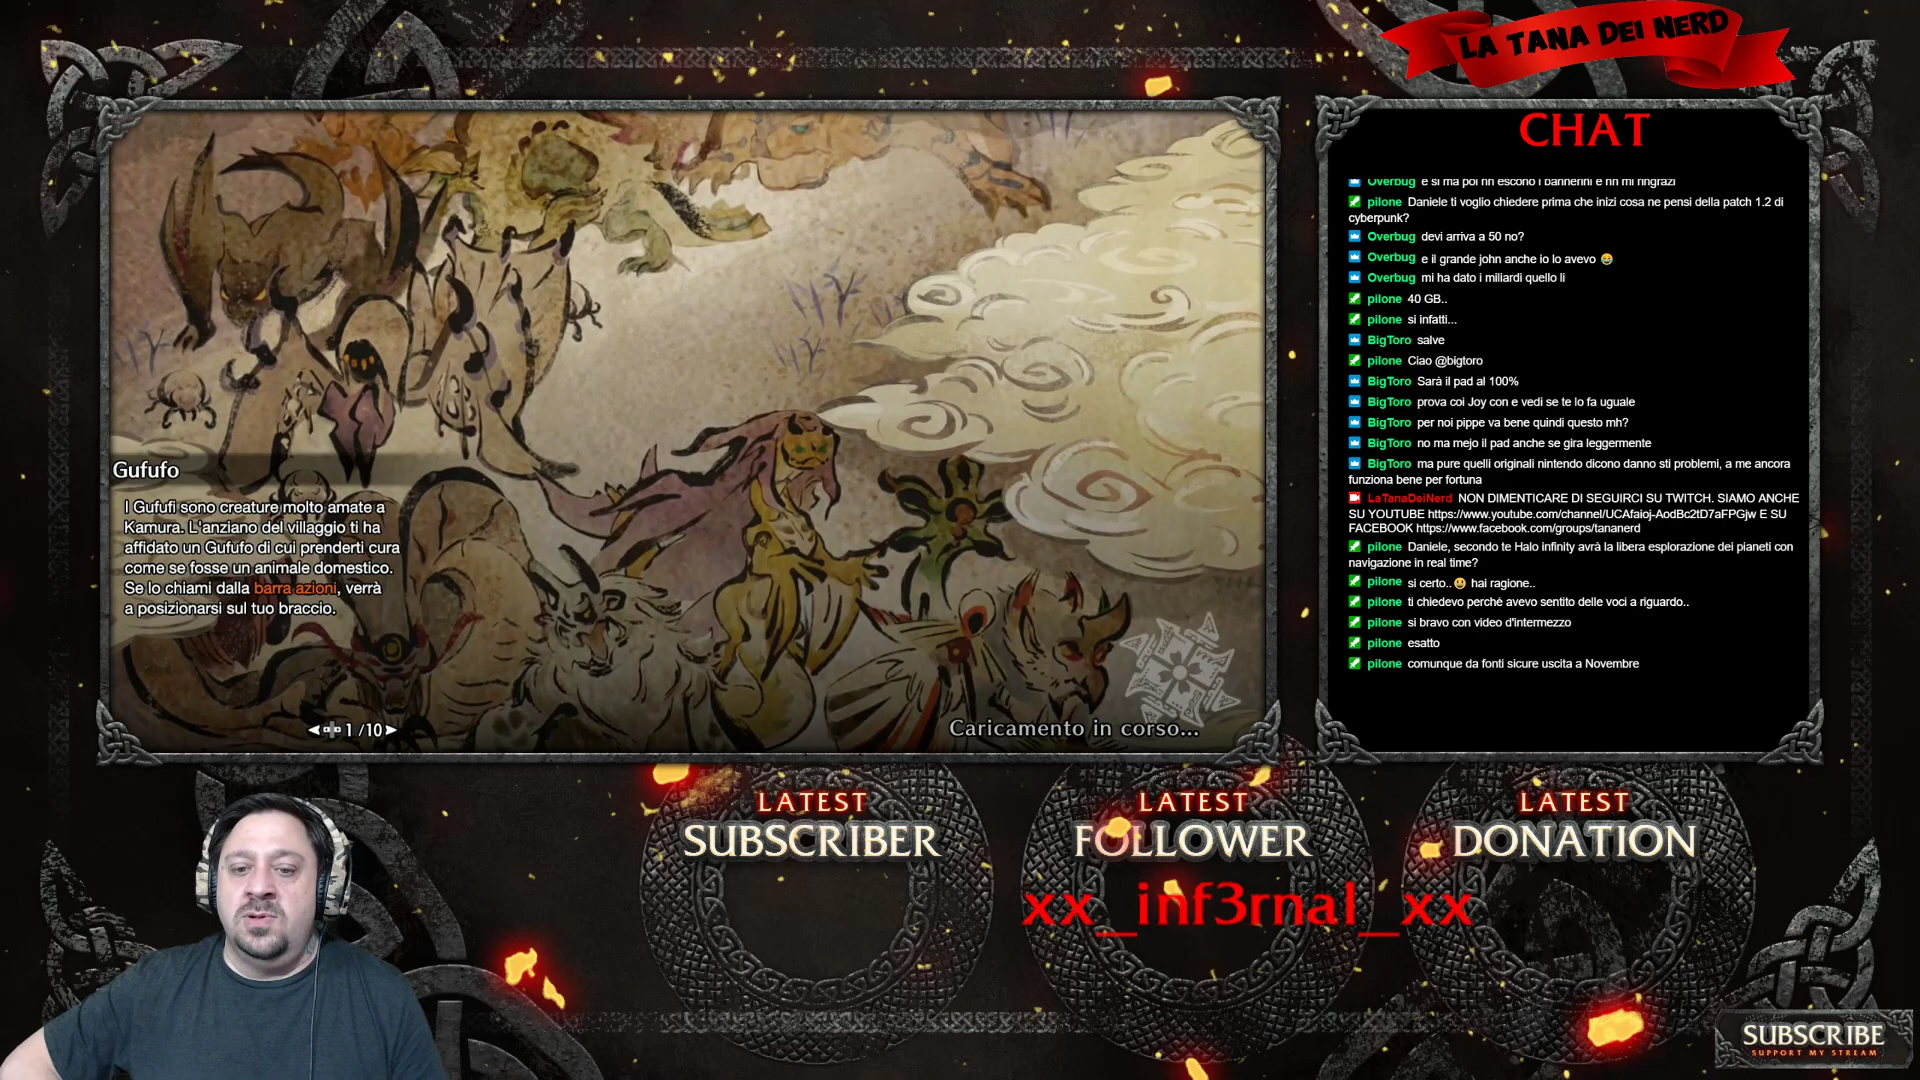 LA TANA DEI NERD
CHAT
Overbug e si ma poi nn escono i bannerini e nn mi ringrazi
pilone Daniele ti voglio chiedere prima che inizi cosa ne pensi della patch 1.2 di
cyberpunk?
Overbug devi arriva a 50 no?
Overbug e il grande john anche io lo avevo 😂
Overbug mi ha dato i miliardi quello li
pilone 40 GB..
pilone si infatti...
BigToro salve
pilone Ciao @bigtoro
BigToro Sarà il pad al 100%
BigToro prova coi Joy con e vedi se te lo fa uguale
BigToro per noi pippe va bene quindi questo mh?
BigToro no ma mejo il pad anche se gira leggermente
BigToro ma pure quelli originali nintendo dicono danno sti problemi, a me ancora
funziona bene per fortuna
LaTanaDeiNerd NON DIMENTICARE DI SEGUIRCI SU TWITCH. SIAMO ANCHE
SU YOUTUBE https://www.youtube.com/channel/UCAfaioj-AodBc2tD7aFPGjw E SU
FACEBOOK https://www.facebook.com/groups/tananerd
pilone Daniele, secondo te Halo infinity avrà la libera esplorazione dei pianeti con
navigazione in real time?
pilone si certo..😃 hai ragione..
pilone ti chiedevo perché avevo sentito delle voci a riguardo..
pilone si bravo con video d'intermezzo
pilone esatto
pilone comunque da fonti sicure uscita a Novembre
Gufufo
I Gufufi sono creature molto amate a
Kamura. L'anziano del villaggio ti ha
affidato un Gufufo di cui prenderti cura
come se fosse un animale domestico.
Se lo chiami dalla barra azioni, verrà
a posizionarsi sul tuo braccio.
1 /10
Caricamento in corso...
LATEST
SUBSCRIBER
LATEST
FOLLOWER
xx_inf3rnal_xx
LATEST
DONATION
SUBSCRIBE
SUPPORT MY STREAM